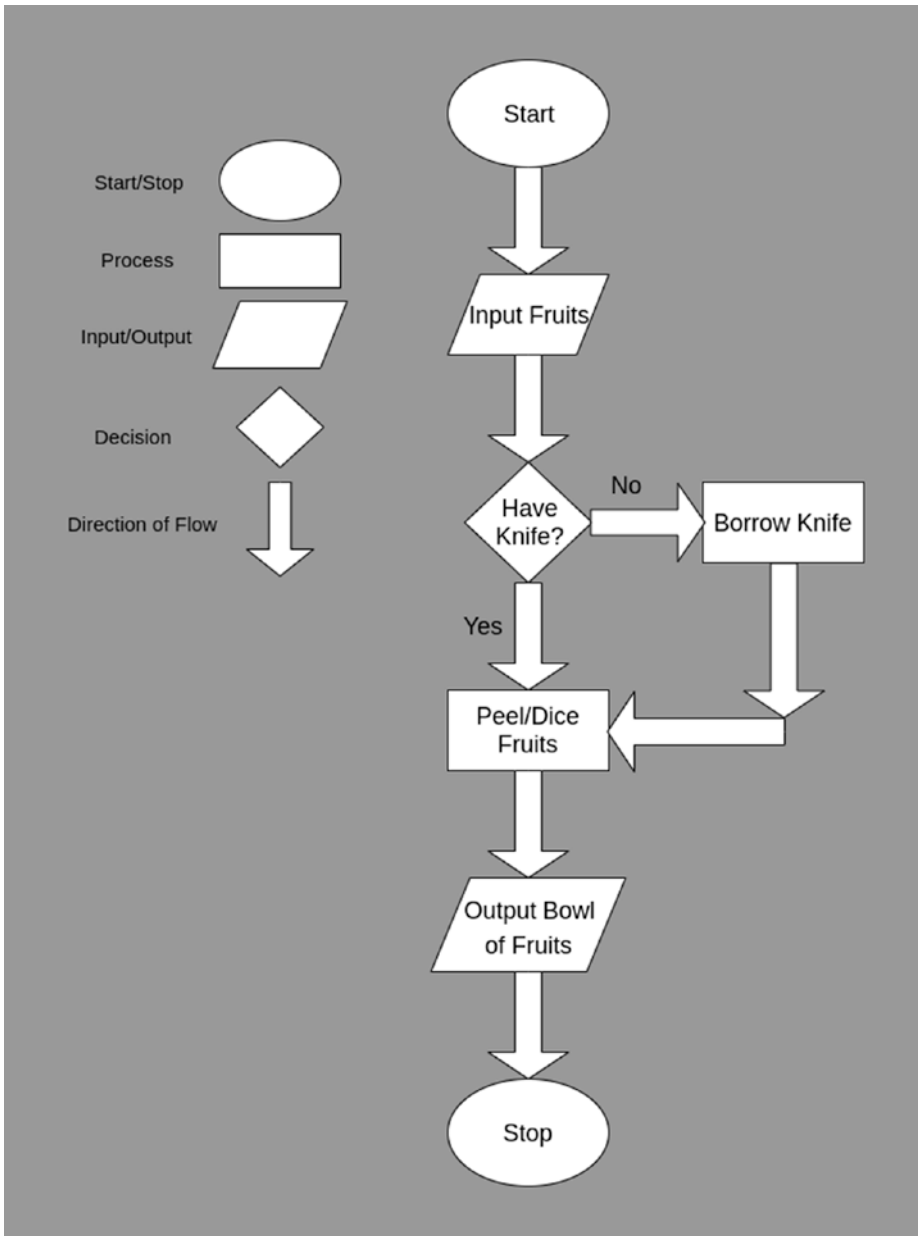 Start/Stop
Process
Input/Output
Decision
Direction of Flow
Start
Input Fruits
Have
Knife?
No
Borrow Knife
Yes
Peel/Dice
Fruits
Output Bowl
of Fruits
Stop